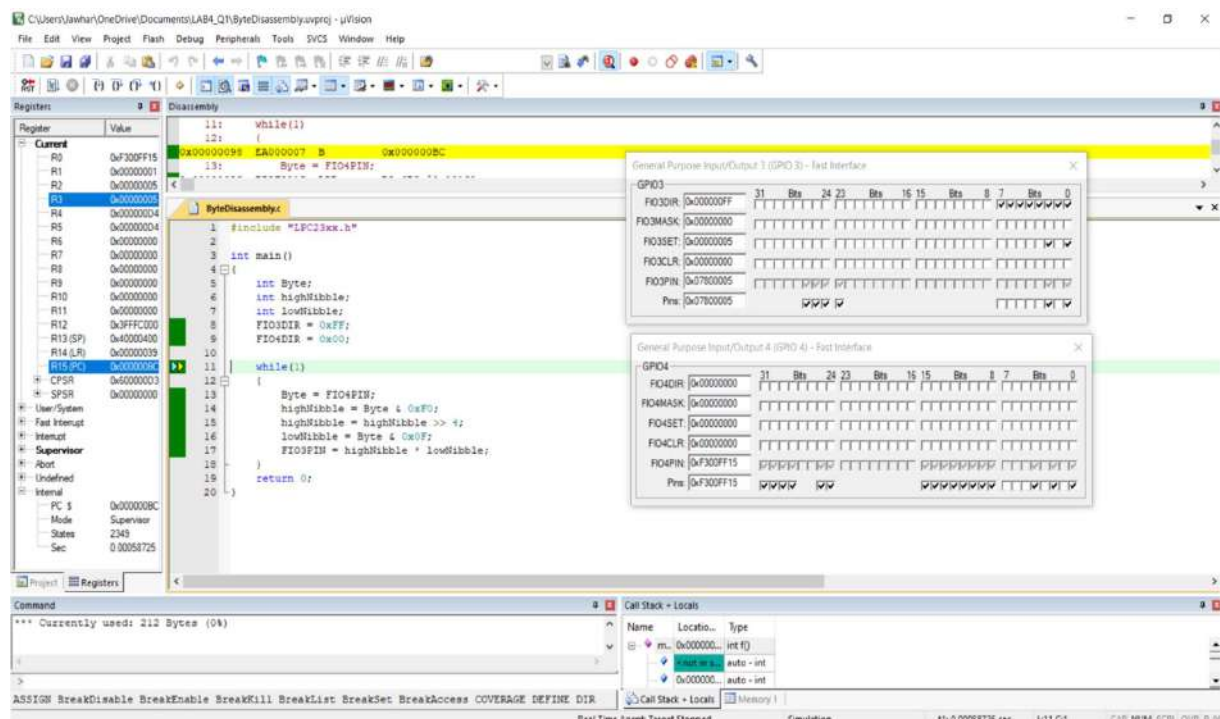 C:\Users\Jawhar\OneDrive\Documents\LAB4_Q1\ByteDisassembly.uvproj - µVision
File Edit View Project Flash Debug Peripherals Tools SVCS Window Help
Registers
Register Value
Current
R0 0xF300FF15
R1 0x00000001
R2 0x00000005
R3 0x00000005
R4 0x000000D4
R5 0x000000D4
R6 0x00000000
R7 0x00000000
R8 0x00000000
R9 0x00000000
R10 0x00000000
R11 0x00000000
R12 0x3FFFC000
R13 (SP) 0x40000400
R14 (LR) 0x00000039
R15 (PC) 0x000000BC
CPSR 0x600000D3
SPSR 0x00000000
User/System
Fast Interrupt
Interrupt
Supervisor
Abort
Undefined
Internal
PC $ 0x000000BC
Mode Supervisor
States 2349
Sec 0.00058725
Project Registers
Disassembly
11: while(1)
12: {
0x00000098 EA000007 B 0x000000BC
13: Byte = FIO4PIN;
ByteDisassembly.c
1 #include "LPC23xx.h"
2
3 int main()
4 {
5 int Byte;
6 int highNibble;
7 int lowNibble;
8 FIO3DIR = 0xFF;
9 FIO4DIR = 0x00;
10
11 while(1)
12 {
13 Byte = FIO4PIN;
14 highNibble = Byte & 0xF0;
15 highNibble = highNibble >> 4;
16 lowNibble = Byte & 0x0F;
17 FIO3PIN = highNibble * lowNibble;
18 }
19 return 0;
20 }
General Purpose Input/Output 3 (GPIO 3) - Fast Interface
GPIO3
31 Bits 24 23 Bits 16 15 Bits 8 7 Bits 0
FIO3DIR: 0x000000FF
FIO3MASK: 0x00000000
FIO3SET: 0x00000005
FIO3CLR: 0x00000000
FIO3PIN: 0x07800005
Pins: 0x07800005
General Purpose Input/Output 4 (GPIO 4) - Fast Interface
GPIO4
31 Bits 24 23 Bits 16 15 Bits 8 7 Bits 0
FIO4DIR: 0x00000000
FIO4MASK: 0x00000000
FIO4SET: 0x00000000
FIO4CLR: 0x00000000
FIO4PIN: 0xF300FF15
Pins: 0xF300FF15
Command
*** Currently used: 212 Bytes (0%)
>
ASSIGN BreakDisable BreakEnable BreakKill BreakList BreakSet BreakAccess COVERAGE DEFINE DIR
Call Stack + Locals
Name Locatio... Type
m... 0x000000... int f()
<not in s... auto - int
0x000000... auto - int
Call Stack + Locals Memory 1
Simulation